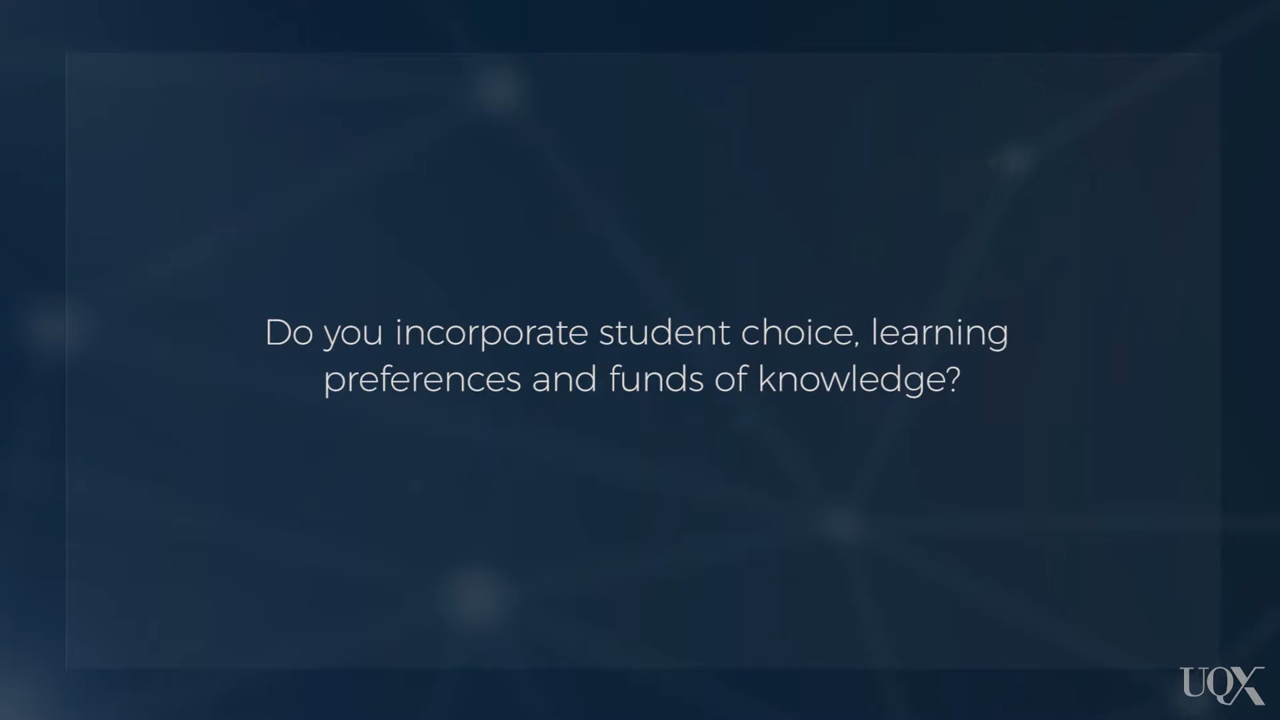 Do you incorporate student choice, learning
preferences and funds of knowledge?
UQX